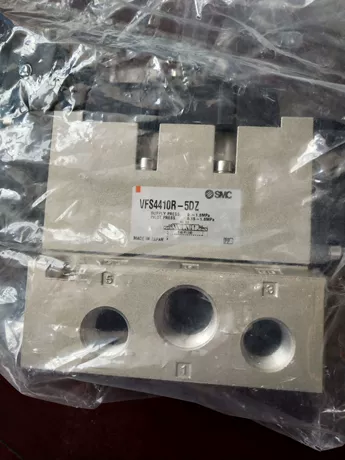 SMC
VFS4410R-5DZ
SUPPLY PRESS.
PILOT PRESS.
MADE IN JAPAN
5
3
1